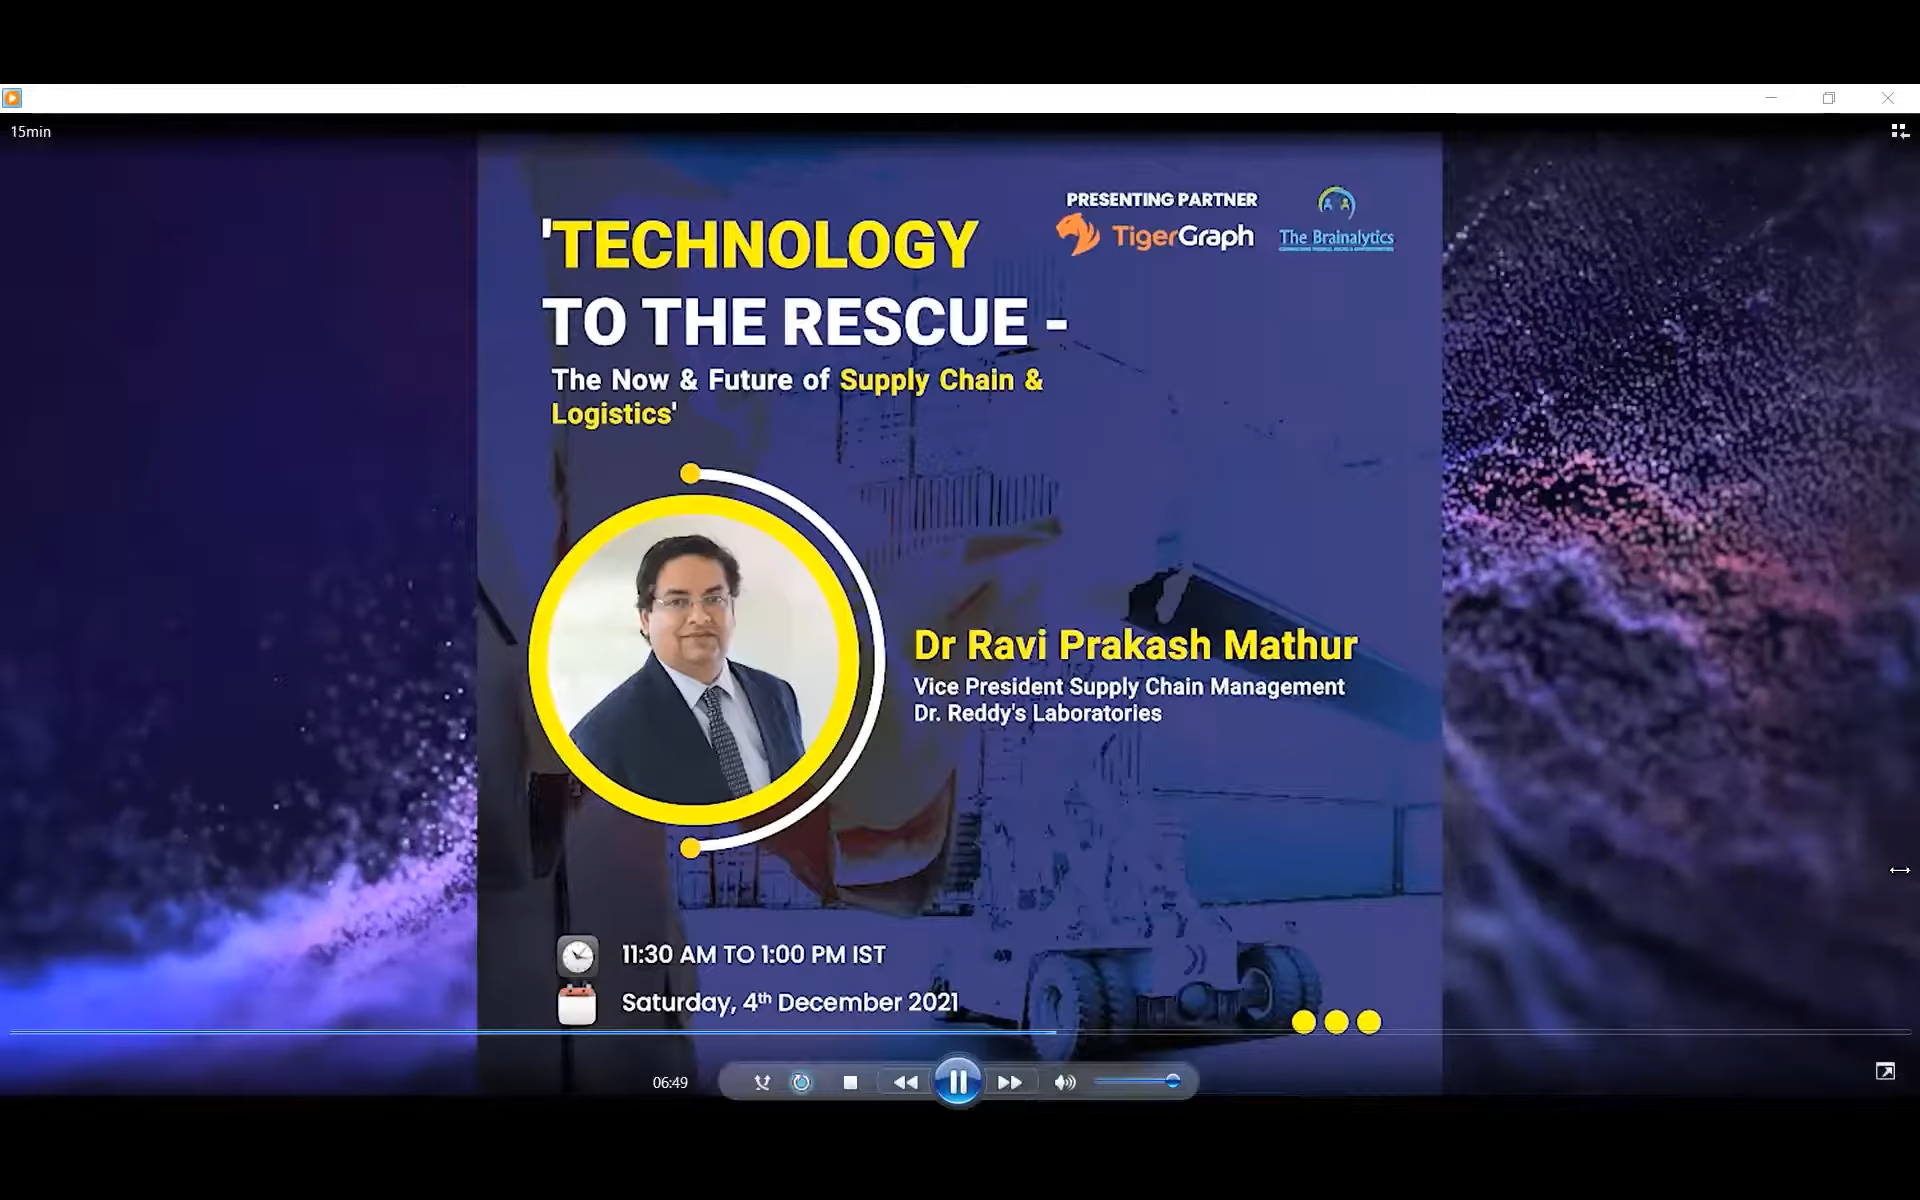 15min
PRESENTING PARTNER
TigerGraph
The Brainalytics
'TECHNOLOGY
TO THE RESCUE -
The Now & Future of Supply Chain &
Logistics'
Dr Ravi Prakash Mathur
Vice President Supply Chain Management
Dr. Reddy's Laboratories
11:30 AM TO 1:00 PM IST
Saturday, 4th December 2021
06:49